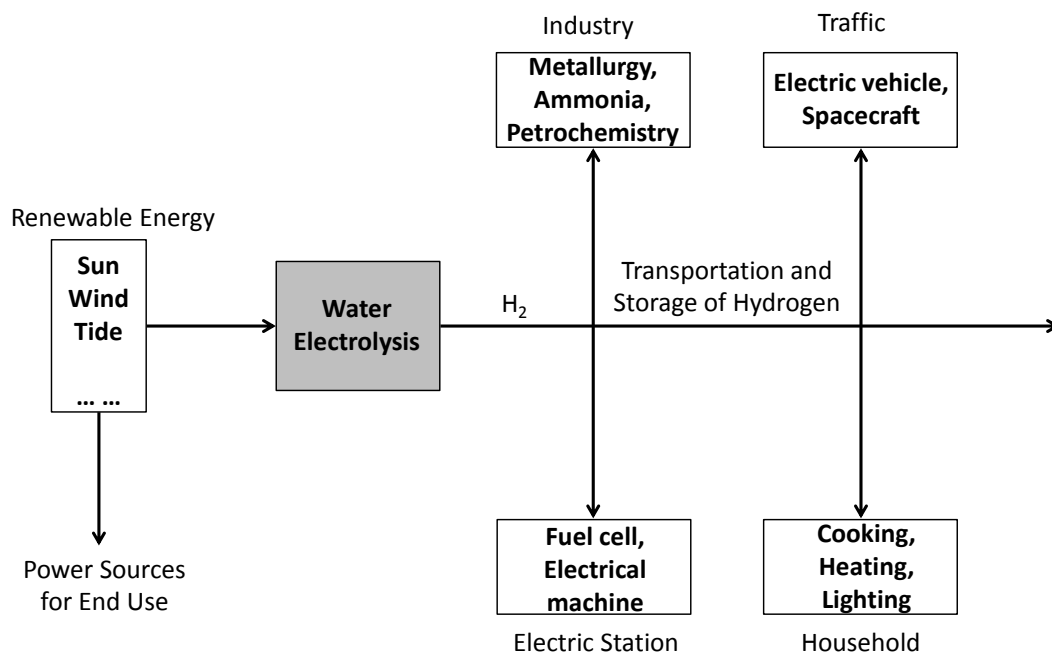 Industry
Traffic
Metallurgy,
Ammonia,
Petrochemistry
Electric vehicle,
Spacecraft
Renewable Energy
Sun
Wind
Tide
... ...
Water
Electrolysis
H₂
Transportation and
Storage of Hydrogen
Power Sources
for End Use
Fuel cell,
Electrical
machine
Cooking,
Heating,
Lighting
Electric Station
Household